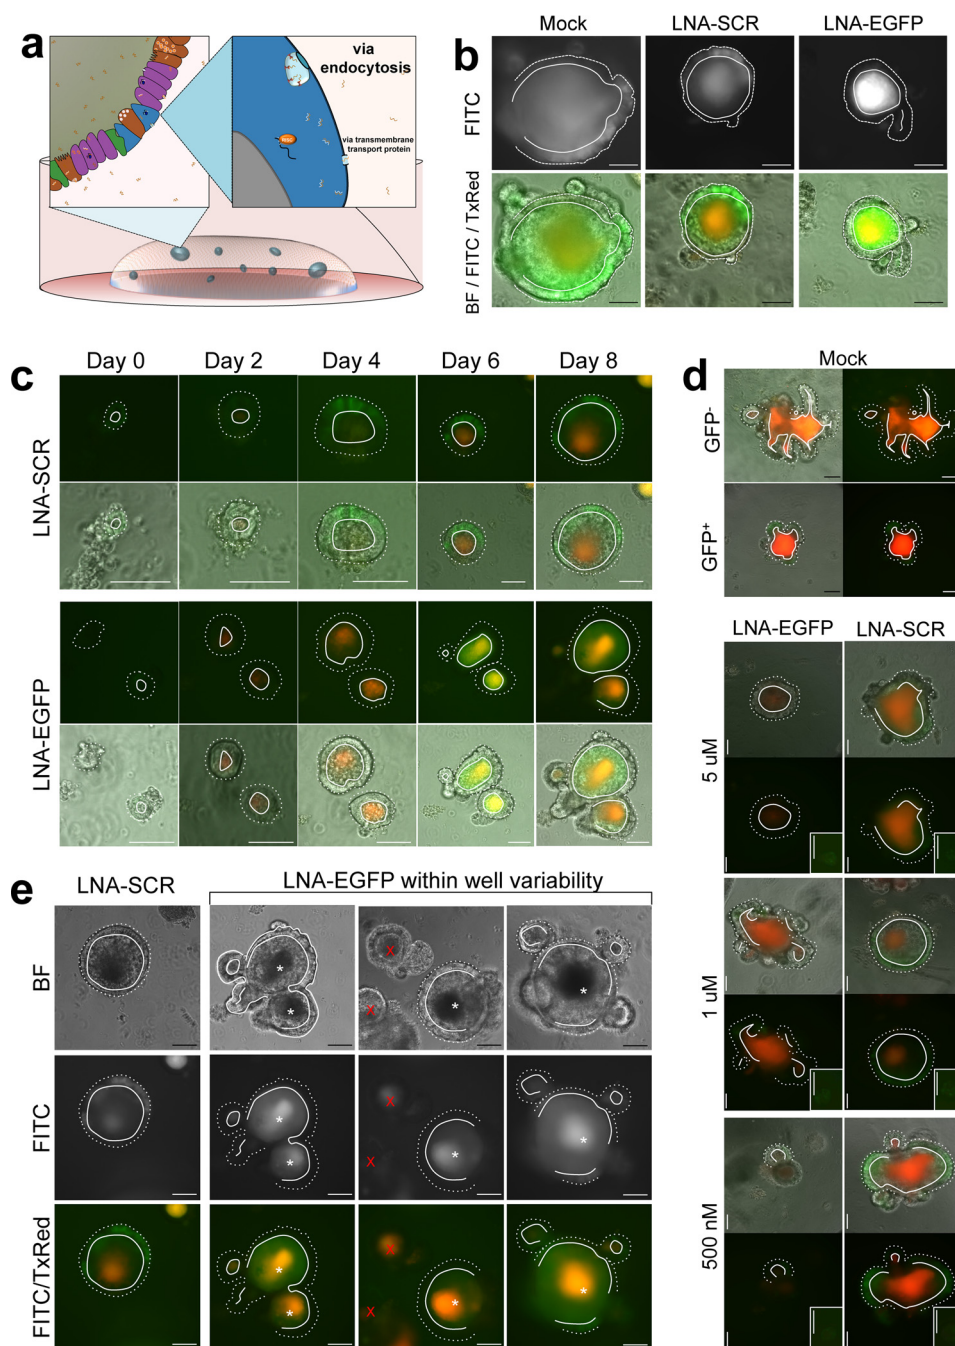 a
via
endocytosis
via transmembrane
transport protein
b
Mock
LNA-SCR
LNA-EGFP
FITC
BF / FITC / TxRed
c
Day 0
Day 2
Day 4
Day 6
Day 8
LNA-SCR
LNA-EGFP
d
Mock
GFP⁻
GFP⁺
LNA-EGFP
LNA-SCR
5 uM
1 uM
500 nM
e
LNA-SCR
LNA-EGFP within well variability
BF
X
*
*
X
*
*
FITC
*
*
X
X
*
*
FITC/TxRed
*
*
X
X
*
*